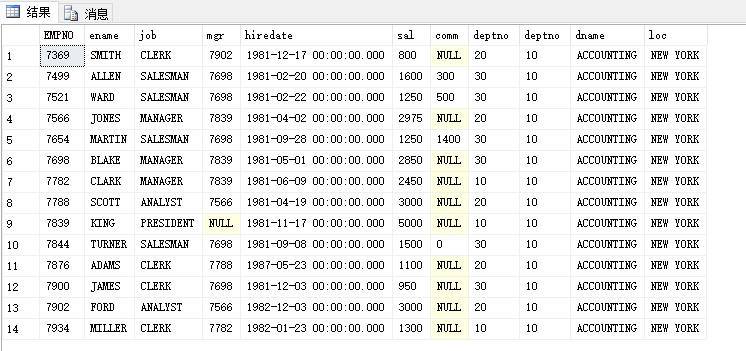 结果 消息
EMPNO ename job mgr hiredate sal comm deptno deptno dname loc
1 7369 SMITH CLERK 7902 1981-12-17 00:00:00.000 800 NULL 20 10 ACCOUNTING NEW YORK
2 7499 ALLEN SALESMAN 7698 1981-02-20 00:00:00.000 1600 300 30 10 ACCOUNTING NEW YORK
3 7521 WARD SALESMAN 7698 1981-02-22 00:00:00.000 1250 500 30 10 ACCOUNTING NEW YORK
4 7566 JONES MANAGER 7839 1981-04-02 00:00:00.000 2975 NULL 20 10 ACCOUNTING NEW YORK
5 7654 MARTIN SALESMAN 7698 1981-09-28 00:00:00.000 1250 1400 30 10 ACCOUNTING NEW YORK
6 7698 BLAKE MANAGER 7839 1981-05-01 00:00:00.000 2850 NULL 30 10 ACCOUNTING NEW YORK
7 7782 CLARK MANAGER 7839 1981-06-09 00:00:00.000 2450 NULL 10 10 ACCOUNTING NEW YORK
8 7788 SCOTT ANALYST 7566 1981-04-19 00:00:00.000 3000 NULL 20 10 ACCOUNTING NEW YORK
9 7839 KING PRESIDENT NULL 1981-11-17 00:00:00.000 5000 NULL 10 10 ACCOUNTING NEW YORK
10 7844 TURNER SALESMAN 7698 1981-09-08 00:00:00.000 1500 0 30 10 ACCOUNTING NEW YORK
11 7876 ADAMS CLERK 7788 1987-05-23 00:00:00.000 1100 NULL 20 10 ACCOUNTING NEW YORK
12 7900 JAMES CLERK 7698 1981-12-03 00:00:00.000 950 NULL 30 10 ACCOUNTING NEW YORK
13 7902 FORD ANALYST 7566 1982-12-03 00:00:00.000 3000 NULL 20 10 ACCOUNTING NEW YORK
14 7934 MILLER CLERK 7782 1982-01-23 00:00:00.000 1300 NULL 10 10 ACCOUNTING NEW YORK